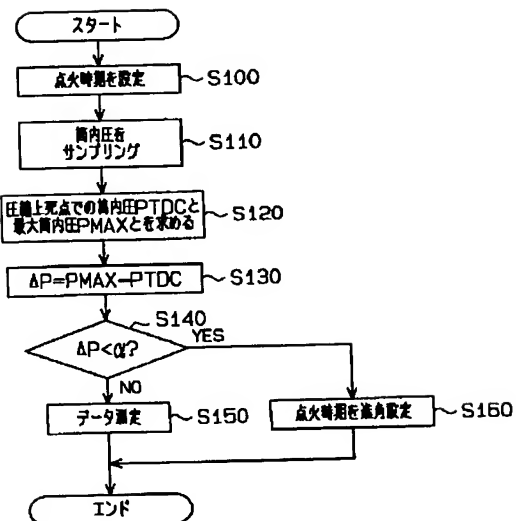 スタート
点火時期を設定
S100
筒内圧を
サンプリング
S110
圧縮上死点での筒内圧PTDCと
最大筒内圧PMAXとを求める
S120
ΔP=PMAX-PTDC
S130
S140
ΔP<α?
YES
NO
データ測定
S150
点火時期を進角設定
S160
エンド